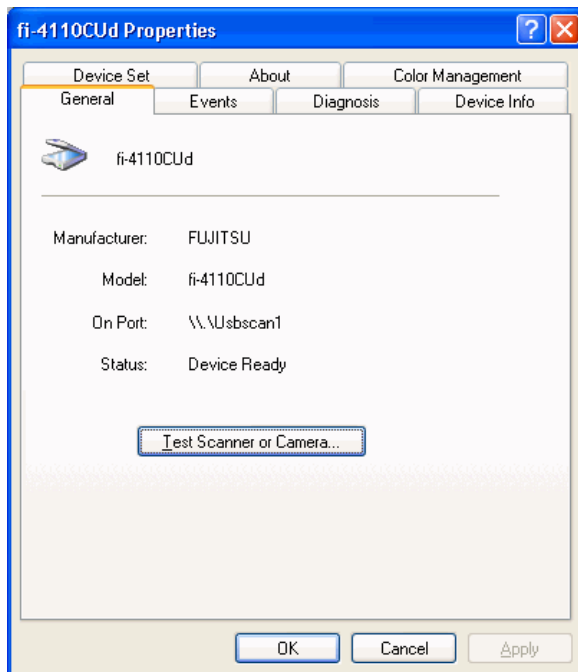 fi-4110CUd Properties
Device Set About Color Management
General Events Diagnosis Device Info
fi-4110CUd
Manufacturer: FUJITSU
Model: fi-4110CUd
On Port: \\.\Usbscan1
Status: Device Ready
Test Scanner or Camera...
OK Cancel Apply